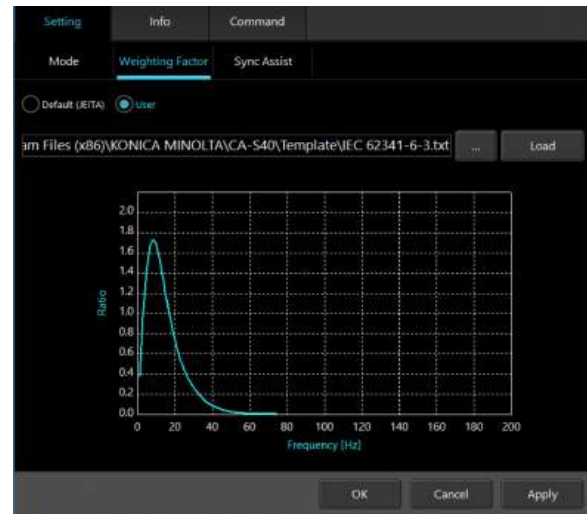 Setting Info Command
Mode Weighting Factor Sync Assist
Default (JEITA) User
am Files (x86)\KONICA MINOLTA\CA-S40\Template\IEC 62341-6-3.txt ... Load
2.0
1.8
1.6
1.4
1.2
1.0
0.8
0.6
0.4
0.2
0.0
Ratio
0 20 40 60 80 100 120 140 160 180 200
Frequency [Hz]
OK Cancel Apply